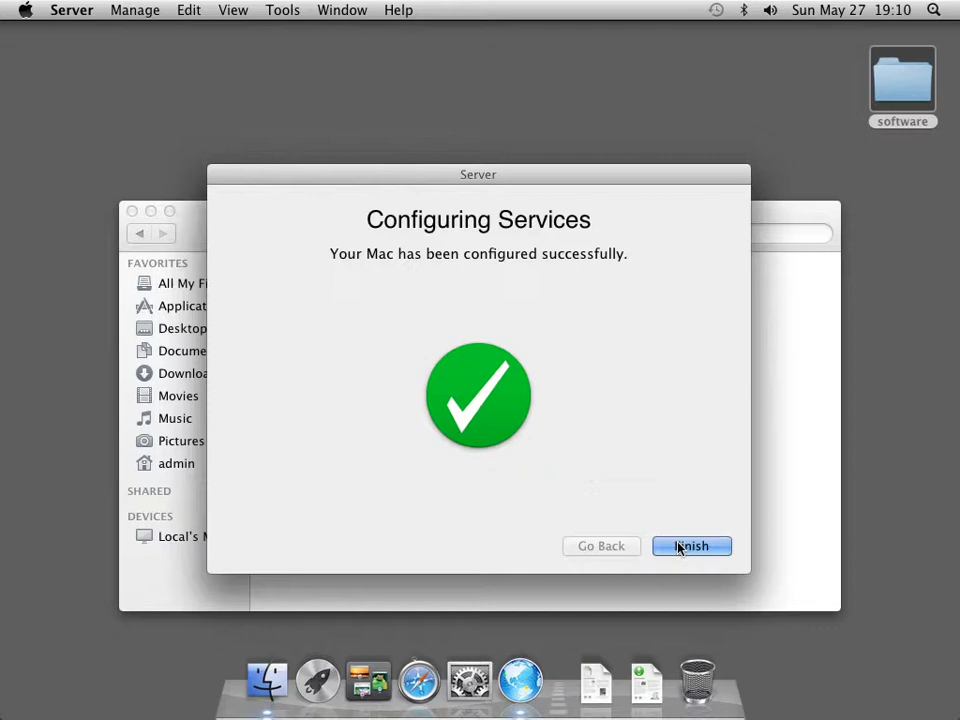 Server Manage Edit View Tools Window Help Sun May 27 19:10
software
Server
Configuring Services
Your Mac has been configured successfully.
FAVORITES
All My Fi
Applicat
Desktop
Docume
Downloa
Movies
Music
Pictures
admin
SHARED
DEVICES
Local's M
Go Back Finish